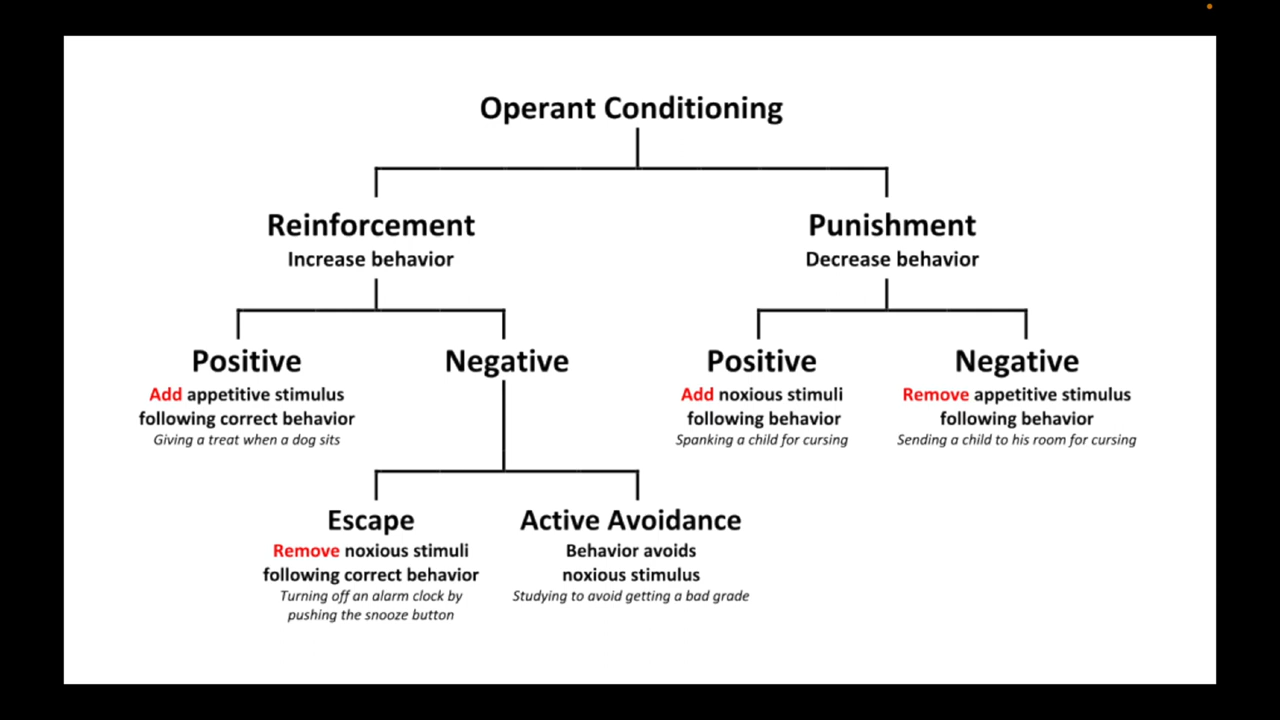 Operant Conditioning
Reinforcement
Increase behavior
Punishment
Decrease behavior
Positive
Add appetitive stimulus
following correct behavior
Giving a treat when a dog sits
Negative
Positive
Add noxious stimuli
following behavior
Spanking a child for cursing
Negative
Remove appetitive stimulus
following behavior
Sending a child to his room for cursing
Escape
Remove noxious stimuli
following correct behavior
Turning off an alarm clock by
pushing the snooze button
Active Avoidance
Behavior avoids
noxious stimulus
Studying to avoid getting a bad grade